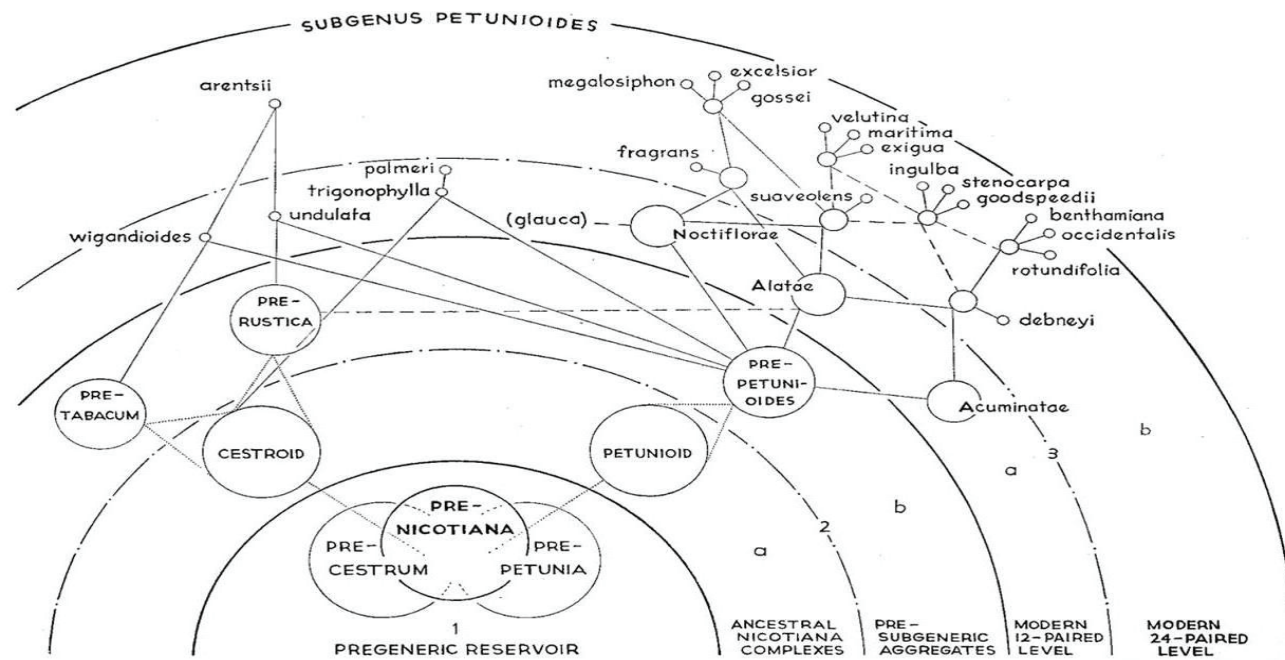 SUBGENUS PETUNIOIDES
arentsii
megalosiphon
excelsior
gossei
velutina
maritima
exigua
fragrans
palmeri
trigonophylla
ingulba
stenocarpa
goodspeedii
suaveolens
undulata
(glauca)
benthamiana
wigandioides
Noctiflorae
occidentalis
rotundifolia
Alatae
PRE-
RUSTICA
debneyi
PRE-
PETUNI-
OIDES
PRE-
TABACUM
Acuminatae
b
CESTROID
PETUNIOID
3
a
PRE-
NICOTIANA
b
2
PRE-
CESTRUM
PRE-
PETUNIA
a
1
PREGENERIC RESERVOIR
ANCESTRAL
NICOTIANA
COMPLEXES
PRE-
SUBGENERIC
AGGREGATES
MODERN
12-PAIRED
LEVEL
MODERN
24-PAIRED
LEVEL